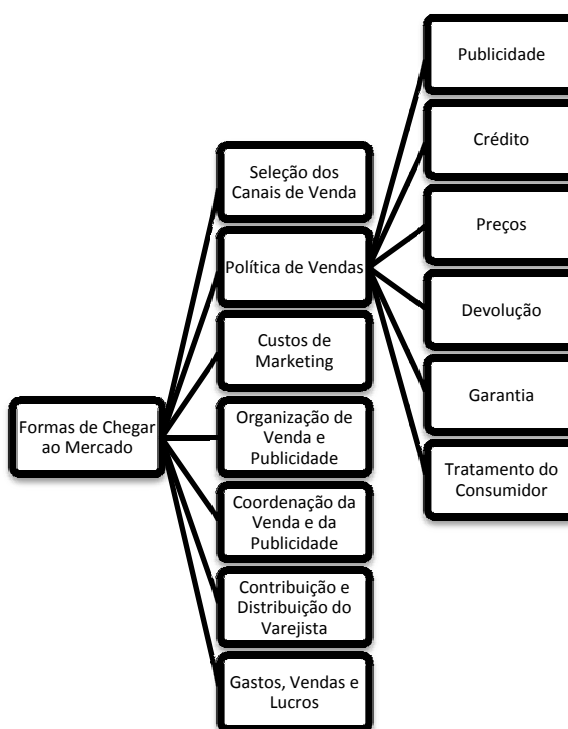 Formas de Chegar
ao Mercado
Seleção dos
Canais de Venda
Política de Vendas
Custos de
Marketing
Organização de
Venda e
Publicidade
Coordenação da
Venda e da
Publicidade
Contribuição e
Distribuição do
Varejista
Gastos, Vendas e
Lucros
Publicidade
Crédito
Preços
Devolução
Garantia
Tratamento do
Consumidor